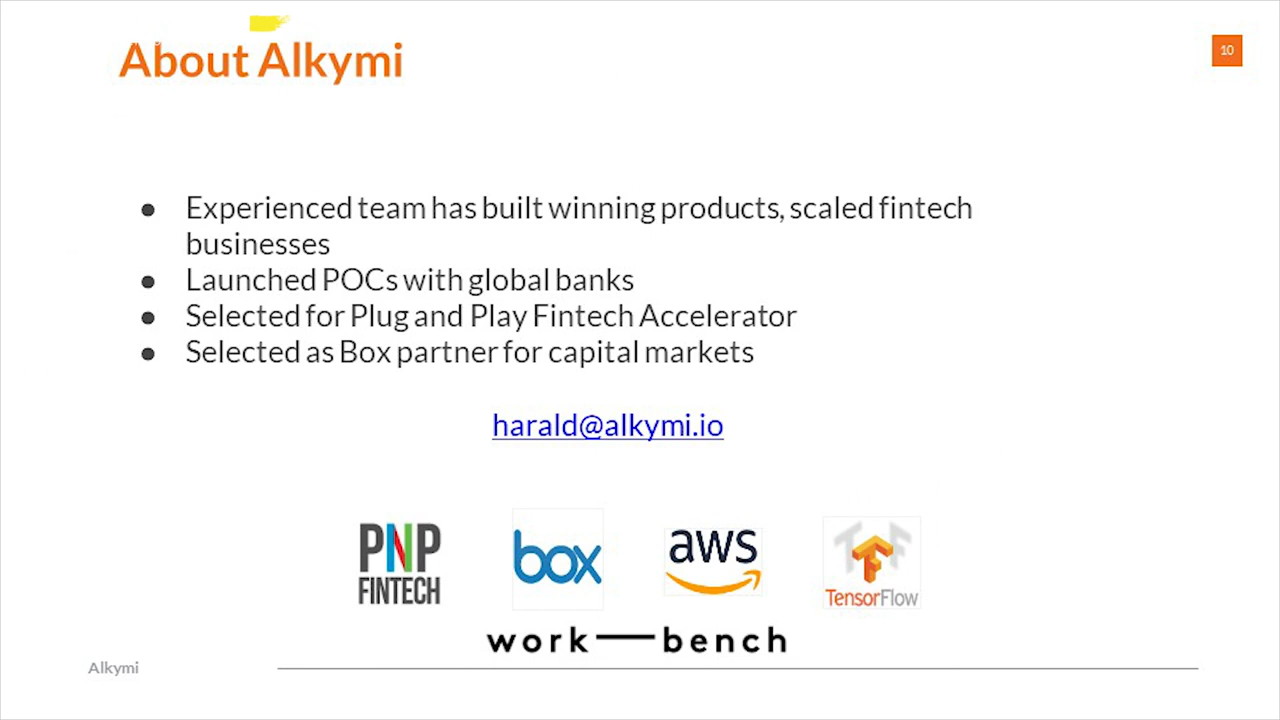 About Alkymi
10
● Experienced team has built winning products, scaled fintech
businesses
● Launched POCs with global banks
● Selected for Plug and Play Fintech Accelerator
● Selected as Box partner for capital markets
harald@alkymi.io
PNP
FINTECH
box
aws
TensorFlow
work—bench
Alkymi